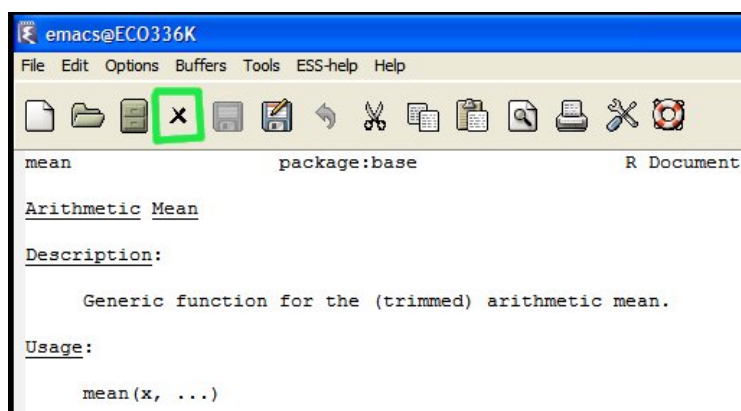 emacs@ECO336K
File Edit Options Buffers Tools ESS-help Help
mean package:base R Document
Arithmetic Mean
Description:
Generic function for the (trimmed) arithmetic mean.
Usage:
mean(x, ...)